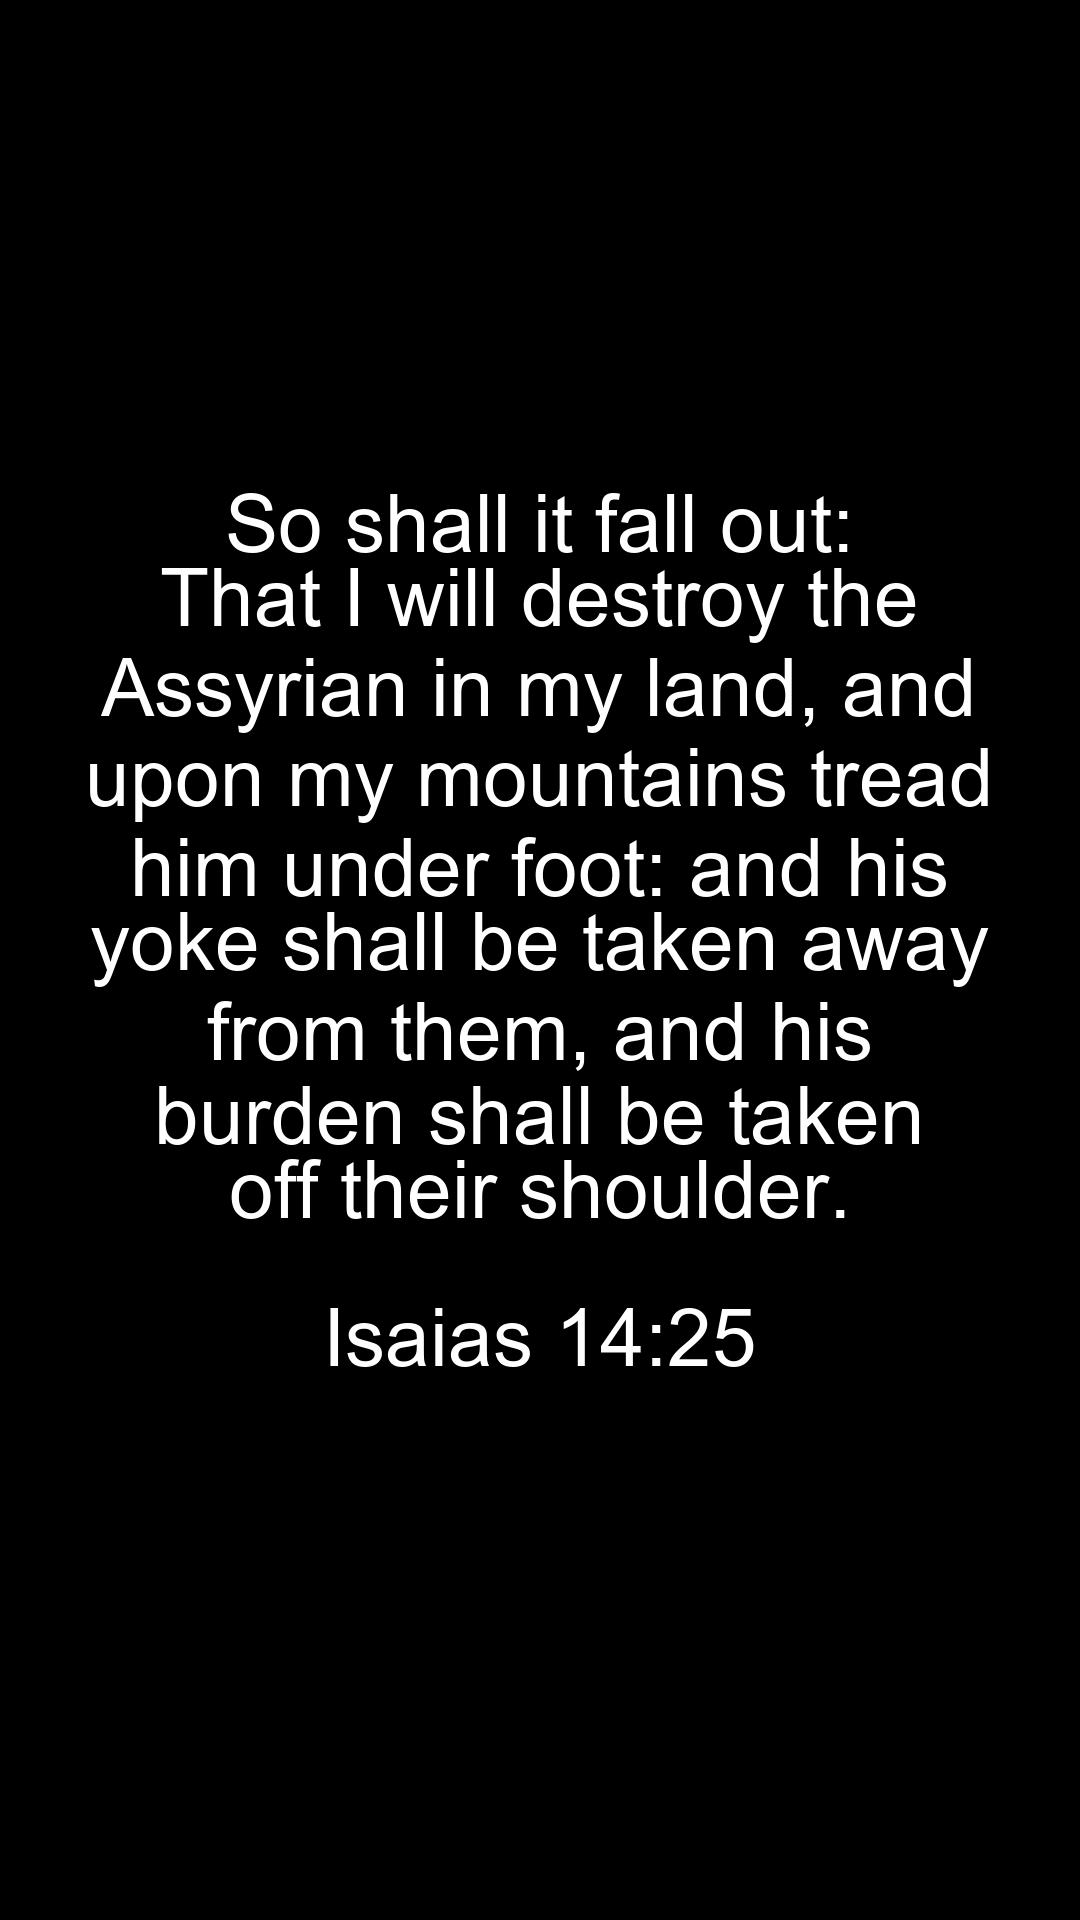 So shall it fall out:
That I will destroy the
Assyrian in my land, and
upon my mountains tread
him under foot: and his
yoke shall be taken away
from them, and his
burden shall be taken
off their shoulder.
Isaias 14:25